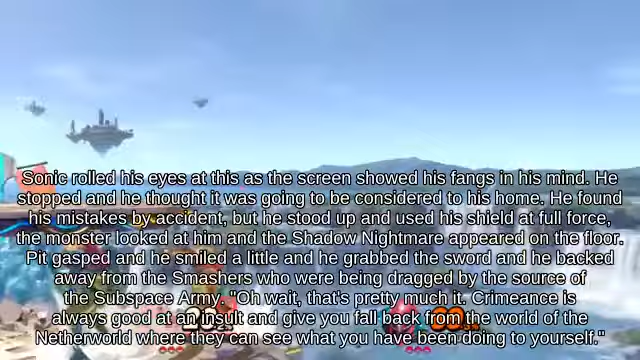 Sonic rolled his eyes at this as the screen showed his fangs in his mind. He
stopped and he thought it was going to be considered to his home. He found
his mistakes by accident, but he stood up and used his shield at full force,
the monster looked at him and the Shadow Nightmare appeared on the floor.
Pit gasped and he smiled a little and he grabbed the sword and he backed
away from the Smashers who were being dragged by the source of
the Subspace Army. "Oh wait, that's pretty much it. Crimeance is
always good at an insult and give you fall back from the world of the
Netherworld where they can see what you have been doing to yourself."